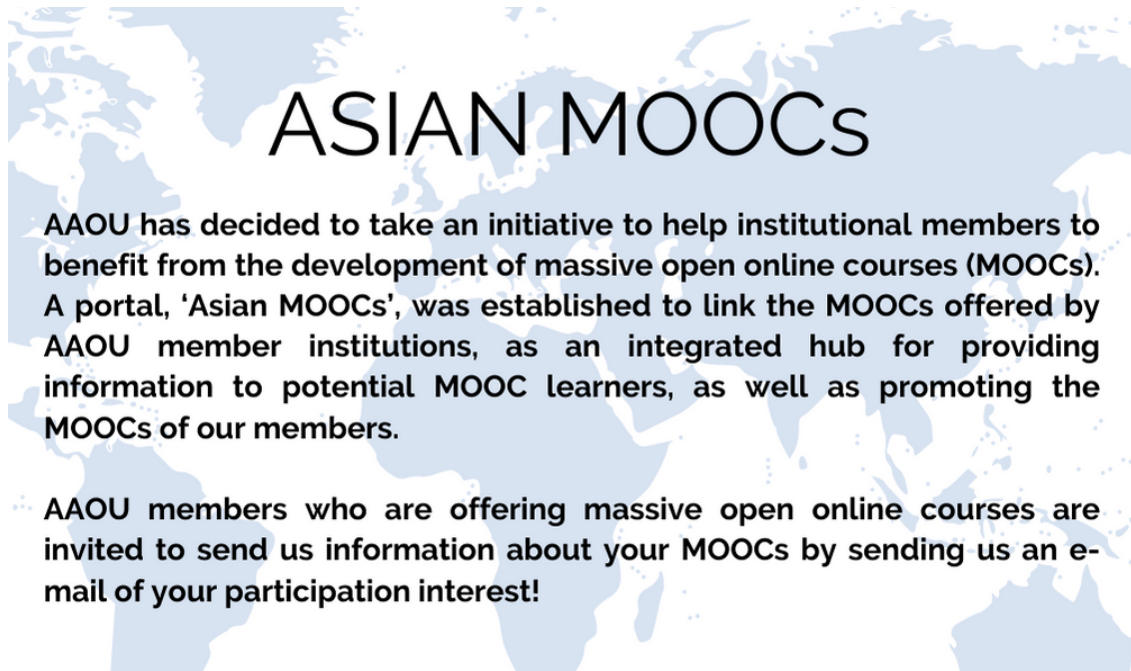 ASIAN MOOCs
AAOU has decided to take an initiative to help institutional members to
benefit from the development of massive open online courses (MOOCs).
A portal, ‘Asian MOOCs’, was established to link the MOOCs offered by
AAOU member institutions, as an integrated hub for providing
information to potential MOOC learners, as well as promoting the
MOOCs of our members.
AAOU members who are offering massive open online courses are
invited to send us information about your MOOCs by sending us an e-
mail of your participation interest!